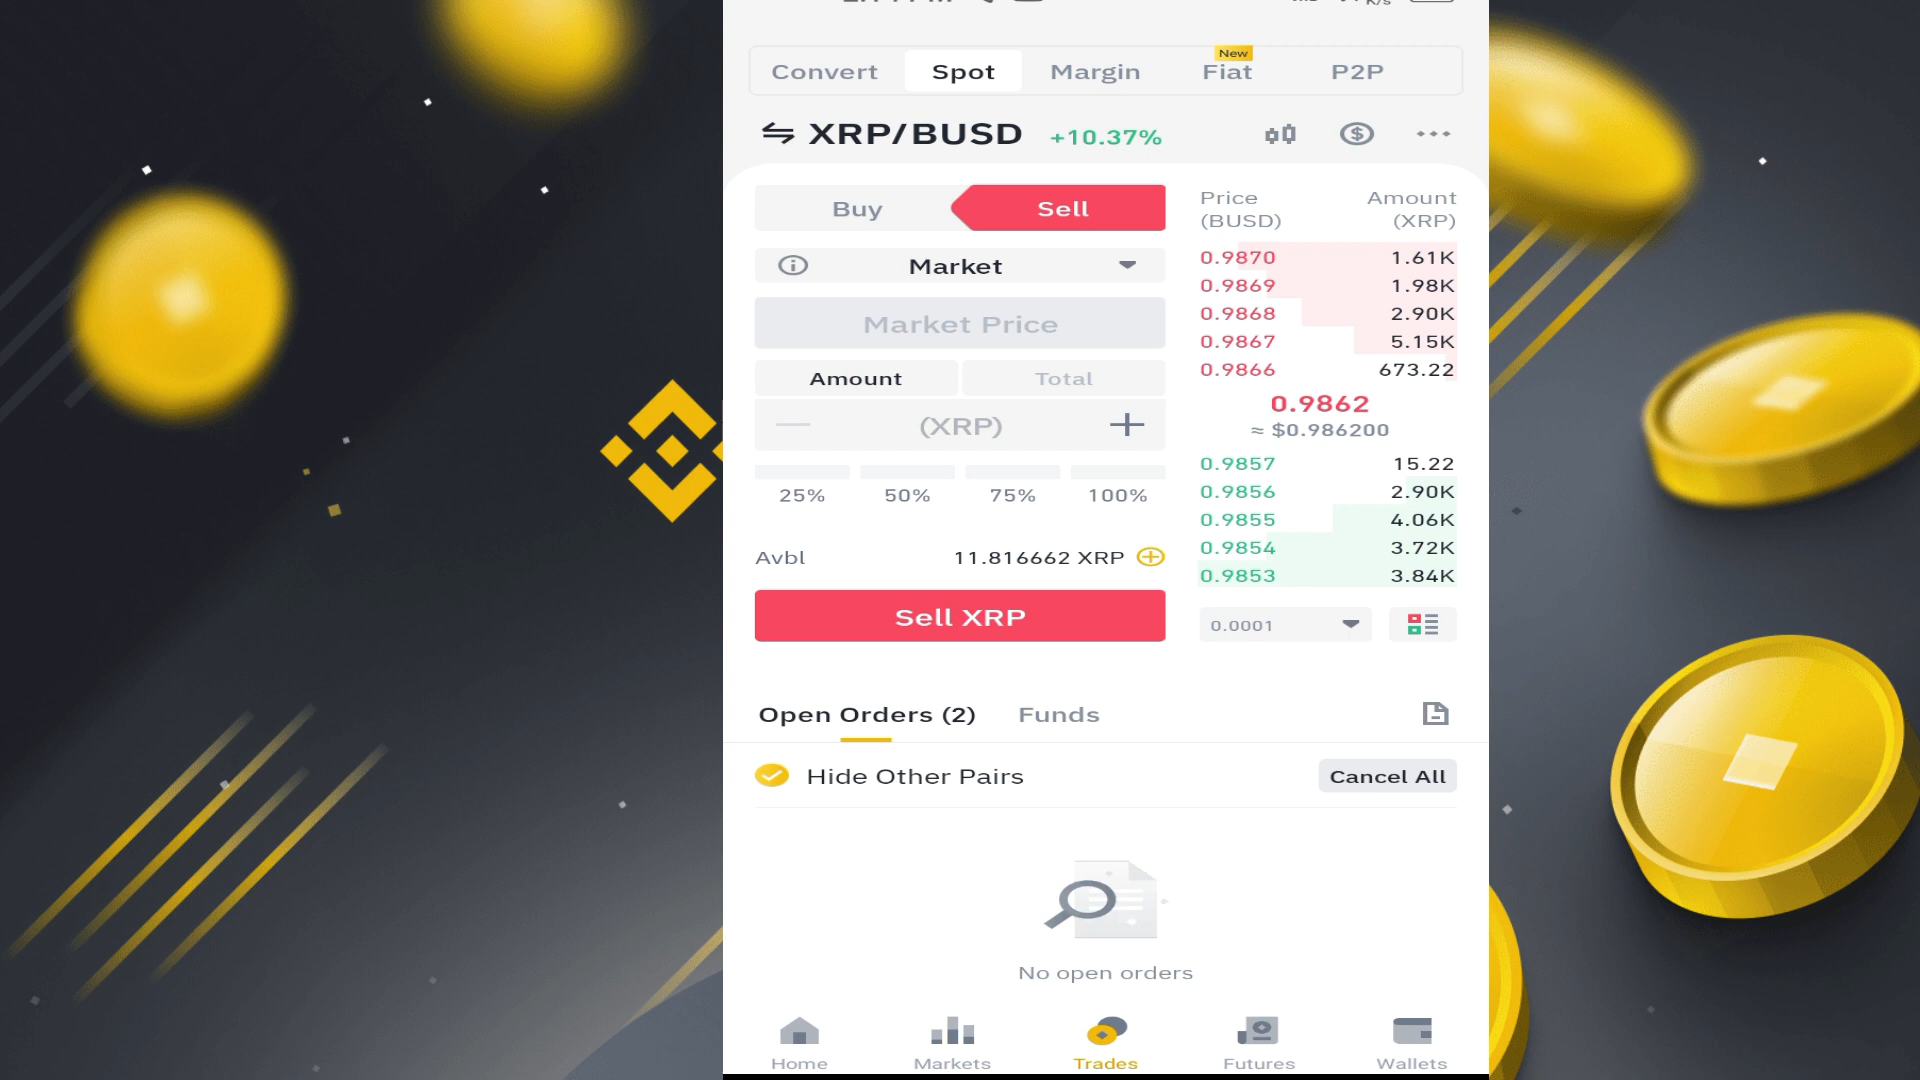 K/s
New
Convert Spot Margin Fiat P2P
XRP/BUSD +10.37%
Buy Sell
Market
Market Price
Amount Total
(XRP)
25% 50% 75% 100%
Avbl 11.816662 XRP
Sell XRP
Price Amount
(BUSD) (XRP)
0.9870 1.61K
0.9869 1.98K
0.9868 2.90K
0.9867 5.15K
0.9866 673.22
0.9862
≈ $0.986200
0.9857 15.22
0.9856 2.90K
0.9855 4.06K
0.9854 3.72K
0.9853 3.84K
0.0001
Open Orders (2) Funds
Hide Other Pairs Cancel All
No open orders
Home Markets Trades Futures Wallets